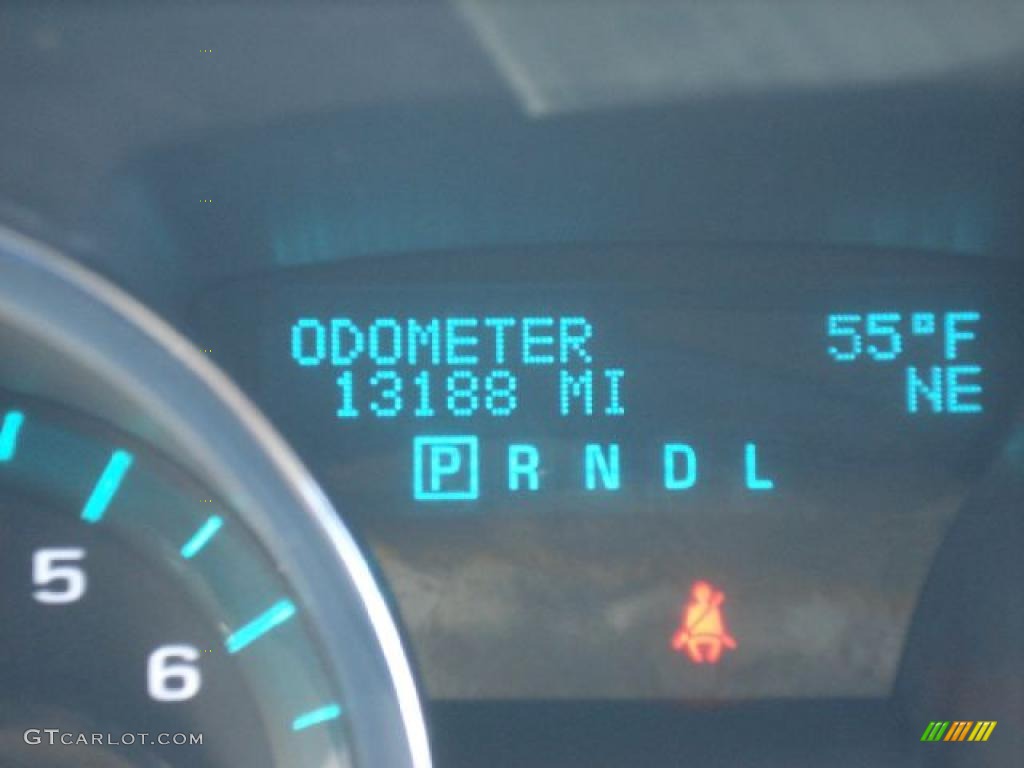 ODOMETER 55°F
13188 MI NE
P R N D L
5
6
GTCARLOT.COM